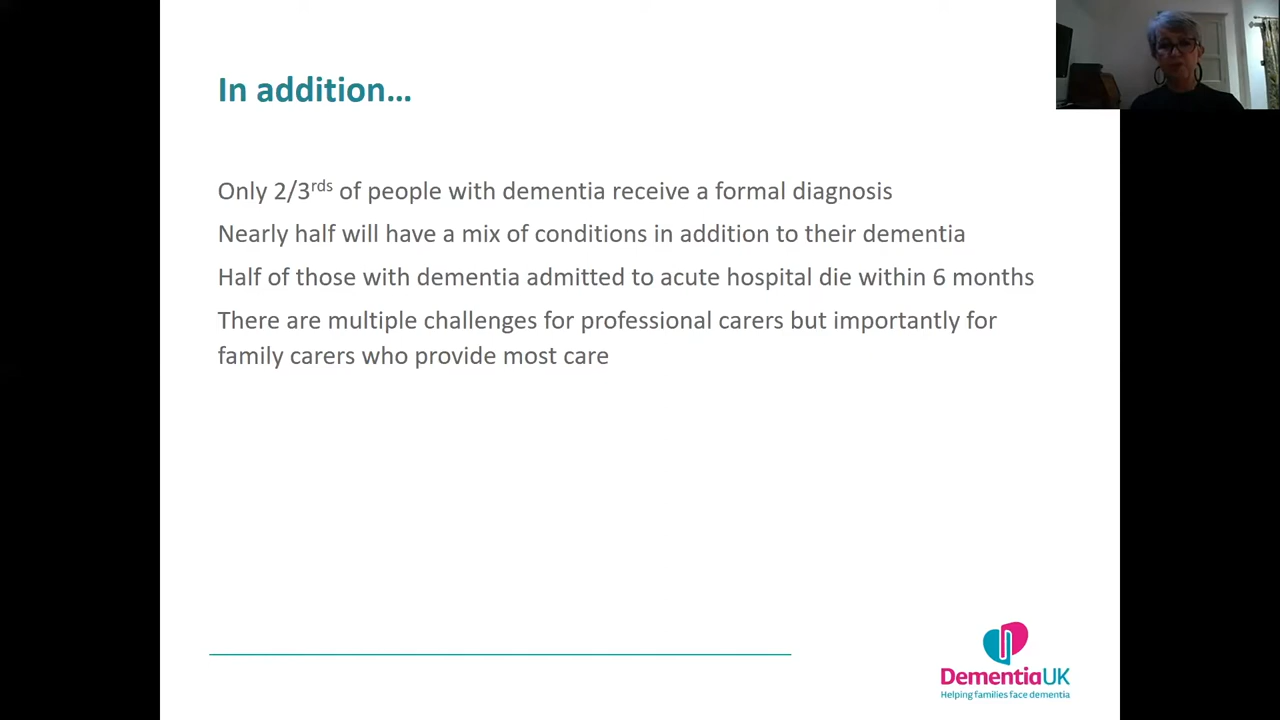 In addition...
Only 2/3rds of people with dementia receive a formal diagnosis
Nearly half will have a mix of conditions in addition to their dementia
Half of those with dementia admitted to acute hospital die within 6 months
There are multiple challenges for professional carers but importantly for
family carers who provide most care
DementiaUK
Helping families face dementia